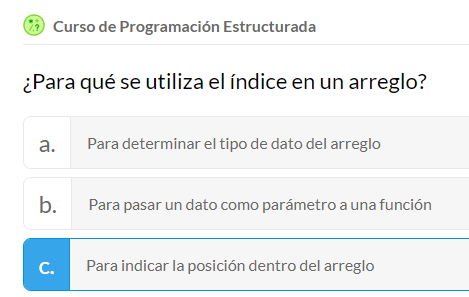 Curso de Programación Estructurada
¿Para qué se utiliza el índice en un arreglo?
a. Para determinar el tipo de dato del arreglo
b. Para pasar un dato como parámetro a una función
c. Para indicar la posición dentro del arreglo